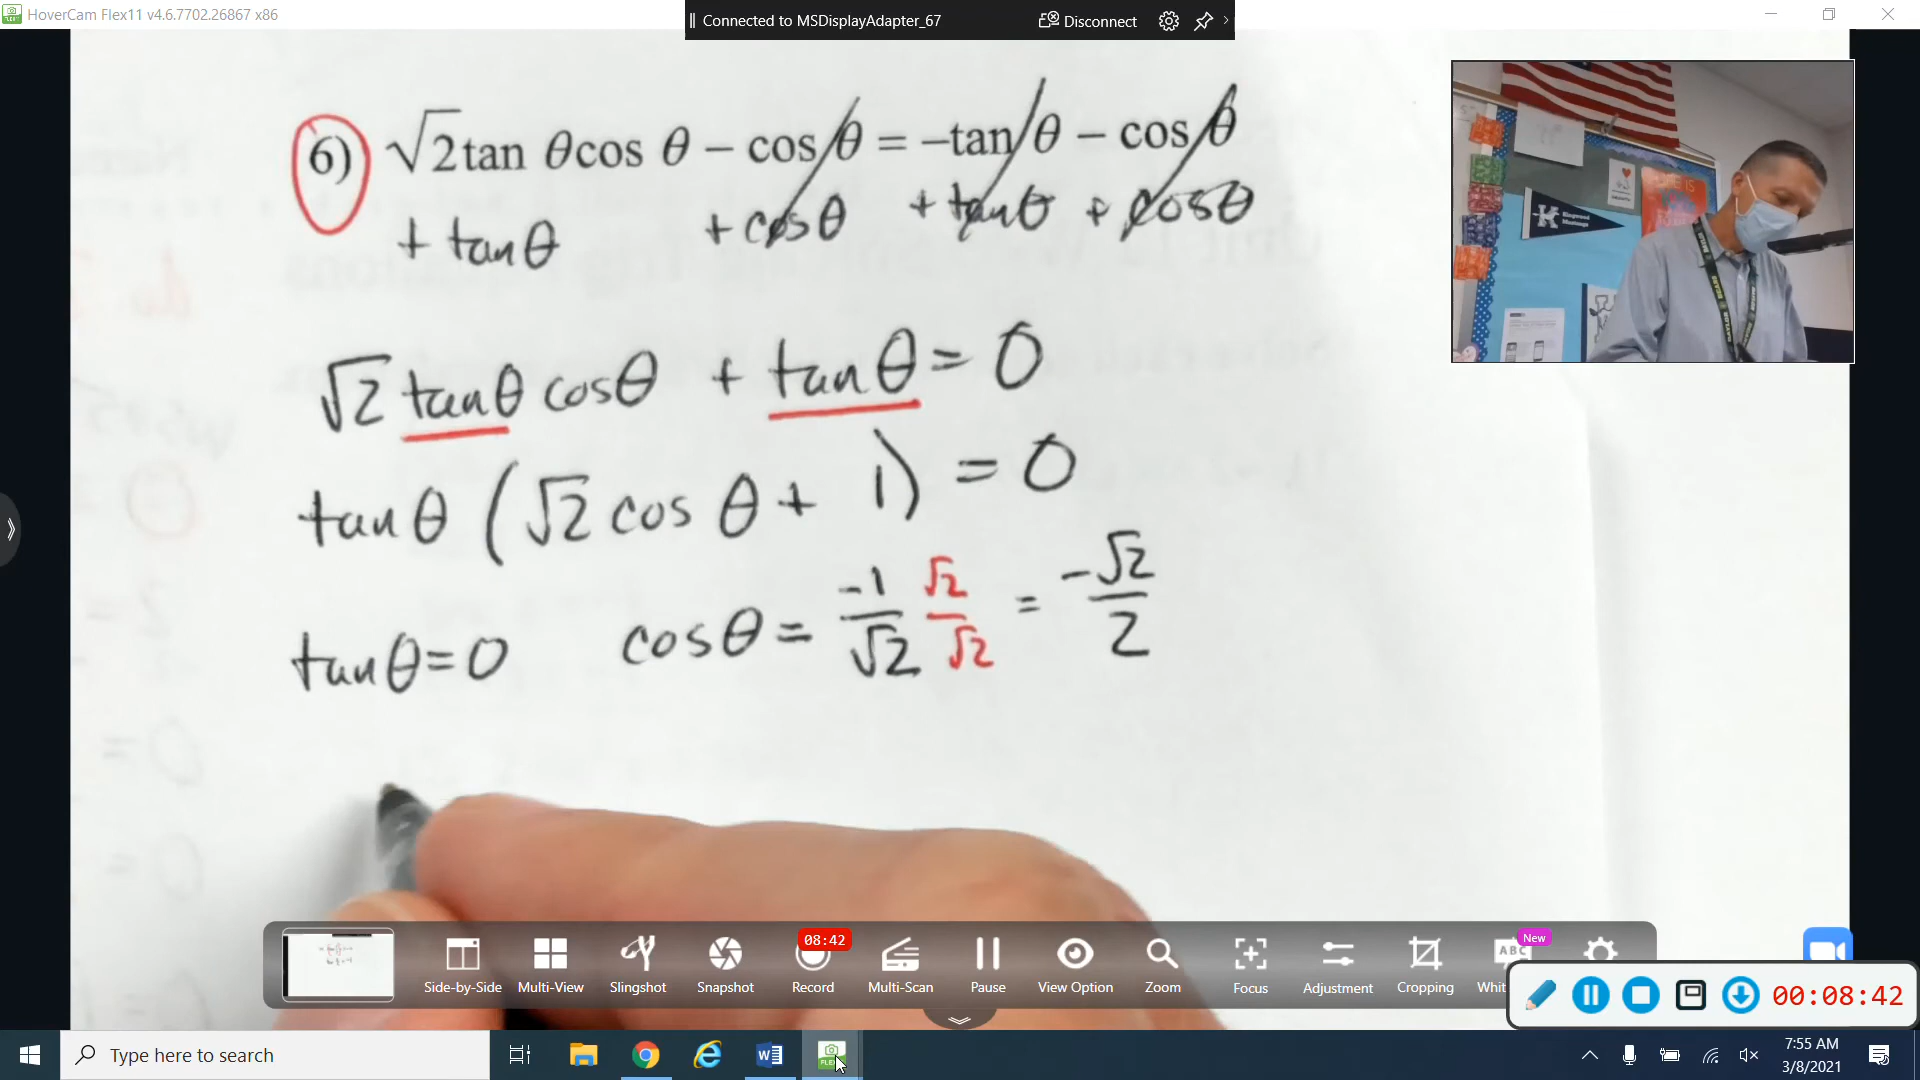 HoverCam Flex11 v4.6.7702.26867 x86
Connected to MSDisplayAdapter_67 Disconnect
6) √2tan θcos θ − cos θ = −tan θ − cos θ
+ tanθ + cosθ + tanθ + cosθ
√2 tanθ cosθ + tanθ = 0
tanθ (√2 cos θ + 1) = 0
tanθ=0 cosθ = -1/√2 √2/√2 = -√2/2
08:42
New
ABC
Side-by-Side Multi-View Slingshot Snapshot Record Multi-Scan Pause View Option Zoom Focus Adjustment Cropping Whit
00:08:42
Type here to search
FLEX
7:55 AM
3/8/2021